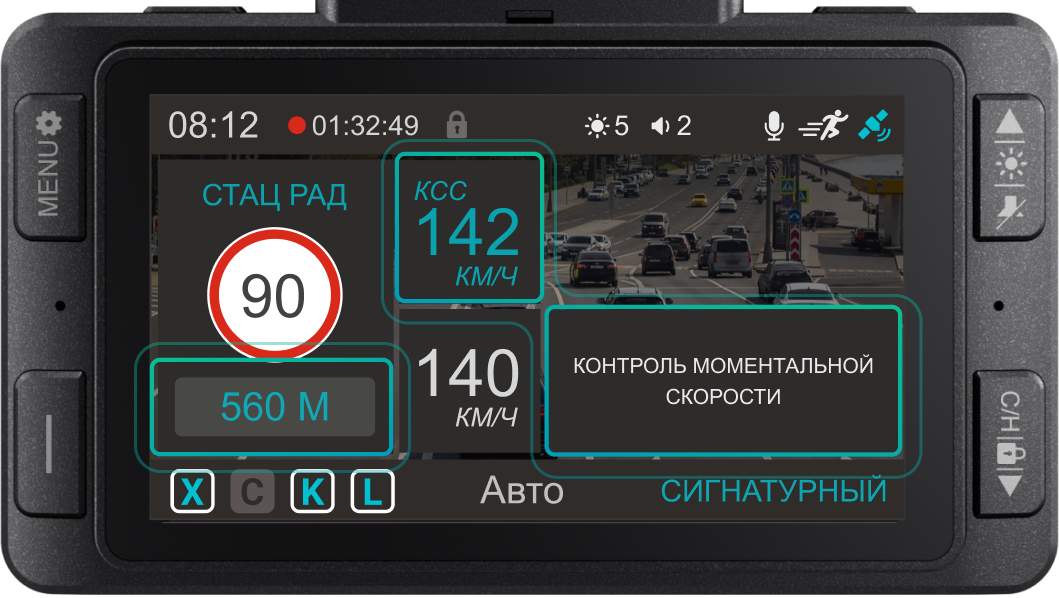 08:12 01:32:49 5 2
MENU
СТАЦ РАД
90
560 М
КСС
142
КМ/Ч
140
КМ/Ч
КОНТРОЛЬ МОМЕНТАЛЬНОЙ
СКОРОСТИ
X C K L
Авто
СИГНАТУРНЫЙ
C/H